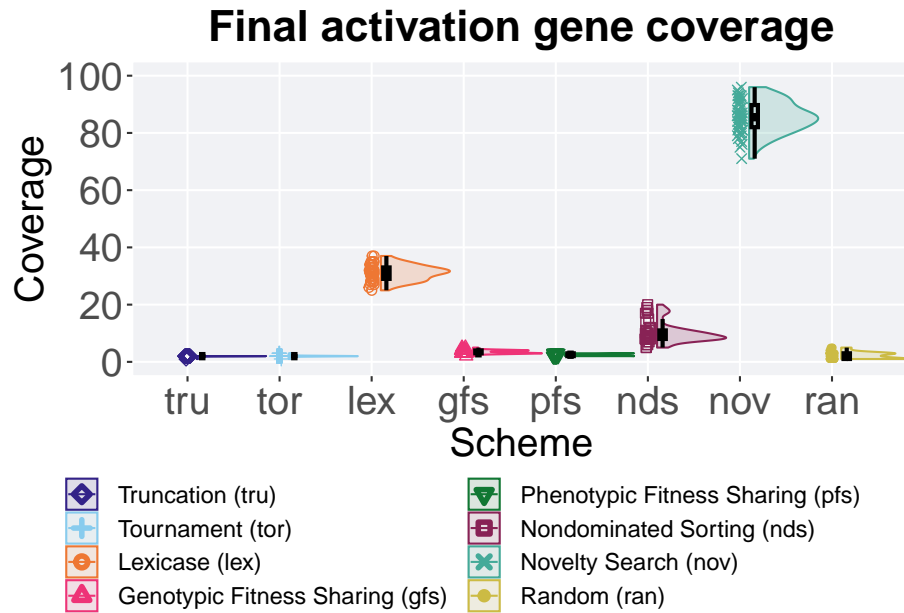 Final activation gene coverage
Coverage
100
80
60
40
20
0
tru tor lex gfs pfs nds nov ran
Scheme
Truncation (tru)
Tournament (tor)
Lexicase (lex)
Genotypic Fitness Sharing (gfs)
Phenotypic Fitness Sharing (pfs)
Nondominated Sorting (nds)
Novelty Search (nov)
Random (ran)